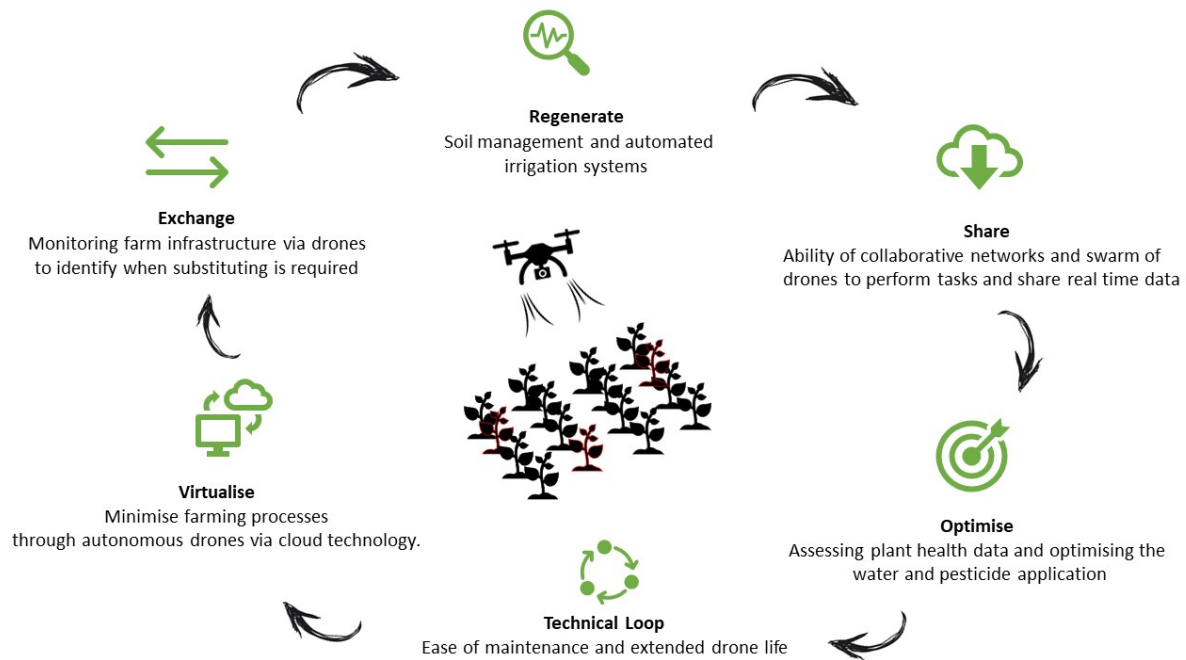 Regenerate
Soil management and automated
irrigation systems
Exchange
Monitoring farm infrastructure via drones
to identify when substituting is required
Share
Ability of collaborative networks and swarm of
drones to perform tasks and share real time data
Virtualise
Minimise farming processes
through autonomous drones via cloud technology.
Optimise
Assessing plant health data and optimising the
water and pesticide application
Technical Loop
Ease of maintenance and extended drone life